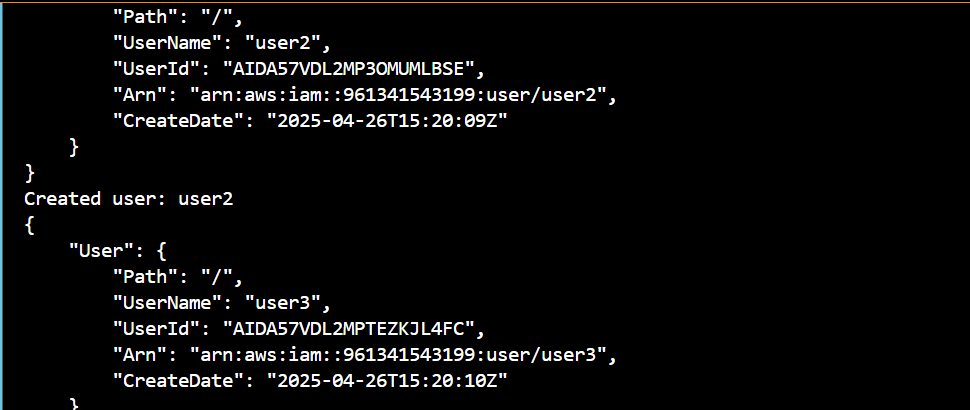 "Path": "/",
"UserName": "user2",
"UserId": "AIDA57VDL2MP3OMUMLBSE",
"Arn": "arn:aws:iam::961341543199:user/user2",
"CreateDate": "2025-04-26T15:20:09Z"
}
}
Created user: user2
{
"User": {
"Path": "/",
"UserName": "user3",
"UserId": "AIDA57VDL2MPTEZKJL4FC",
"Arn": "arn:aws:iam::961341543199:user/user3",
"CreateDate": "2025-04-26T15:20:10Z"
}